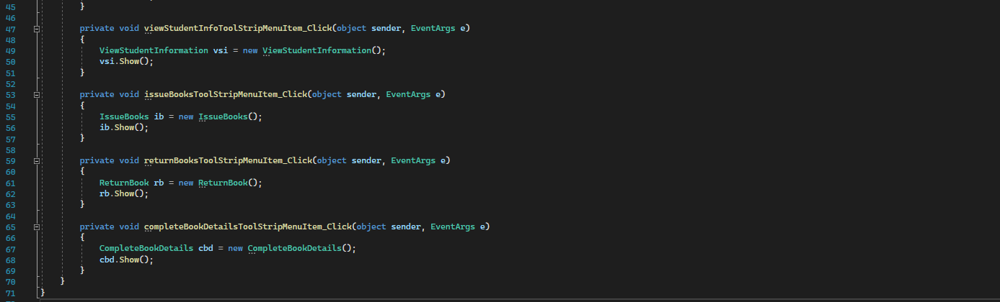 45 }
46
47 private void viewStudentInfoToolStripMenuItem_Click(object sender, EventArgs e)
48 {
49 ViewStudentInformation vsi = new ViewStudentInformation();
50 vsi.Show();
51 }
52
53 private void issueBooksToolStripMenuItem_Click(object sender, EventArgs e)
54 {
55 IssueBooks ib = new IssueBooks();
56 ib.Show();
57 }
58
59 private void returnBooksToolStripMenuItem_Click(object sender, EventArgs e)
60 {
61 ReturnBook rb = new ReturnBook();
62 rb.Show();
63 }
64
65 private void completeBookDetailsToolStripMenuItem_Click(object sender, EventArgs e)
66 {
67 CompleteBookDetails cbd = new CompleteBookDetails();
68 cbd.Show();
69 }
70 }
71 }